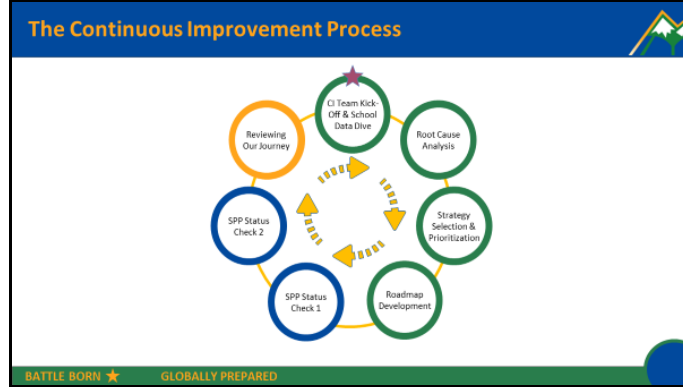 The Continuous Improvement Process
CI Team Kick-
Off & School
Data Dive
Root Cause
Analysis
Strategy
Selection &
Prioritization
Roadmap
Development
SPP Status
Check 1
SPP Status
Check 2
Reviewing
Our Journey
BATTLE BORN
GLOBALLY PREPARED